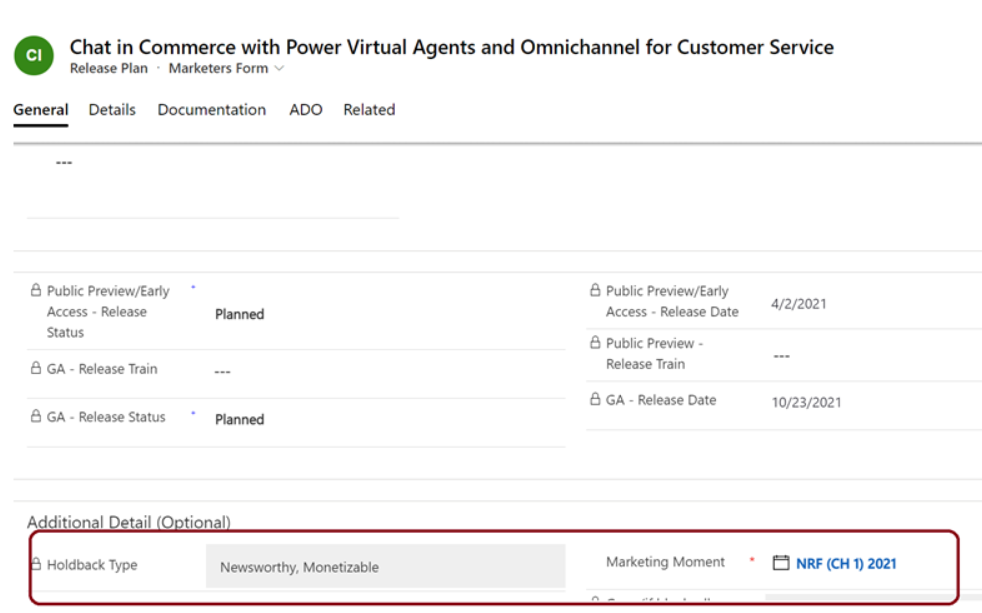 CI
Chat in Commerce with Power Virtual Agents and Omnichannel for Customer Service
Release Plan · Marketers Form
General Details Documentation ADO Related
---
Public Preview/Early
Access - Release
Status
*
Planned
Public Preview/Early
Access - Release Date
4/2/2021
GA - Release Train
---
Public Preview -
Release Train
---
GA - Release Status
*
Planned
GA - Release Date
10/23/2021
Additional Detail (Optional)
Holdback Type
Newsworthy, Monetizable
Marketing Moment
*
NRF (CH 1) 2021